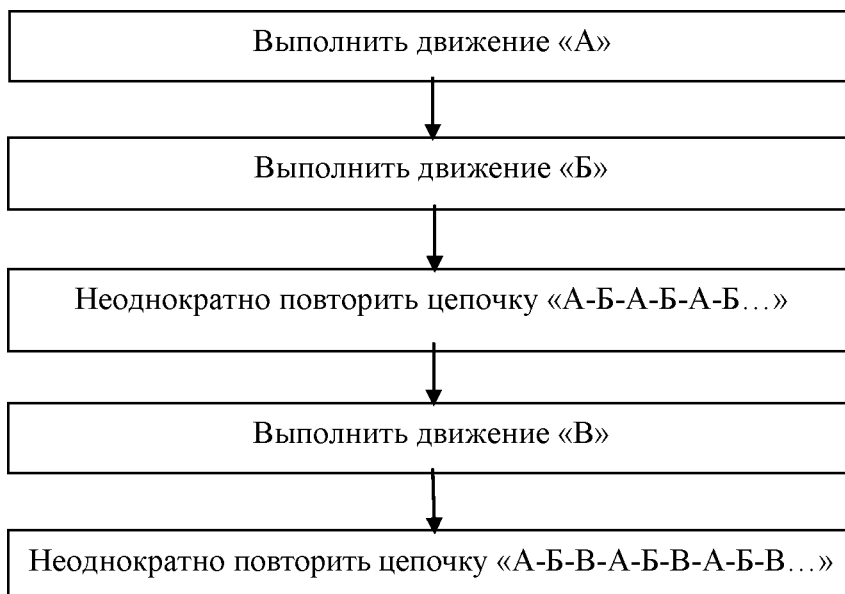 Выполнить движение «А»
Выполнить движение «Б»
Неоднократно повторить цепочку «А-Б-А-Б-А-Б…»
Выполнить движение «В»
Неоднократно повторить цепочку «А-Б-В-А-Б-В-А-Б-В…»